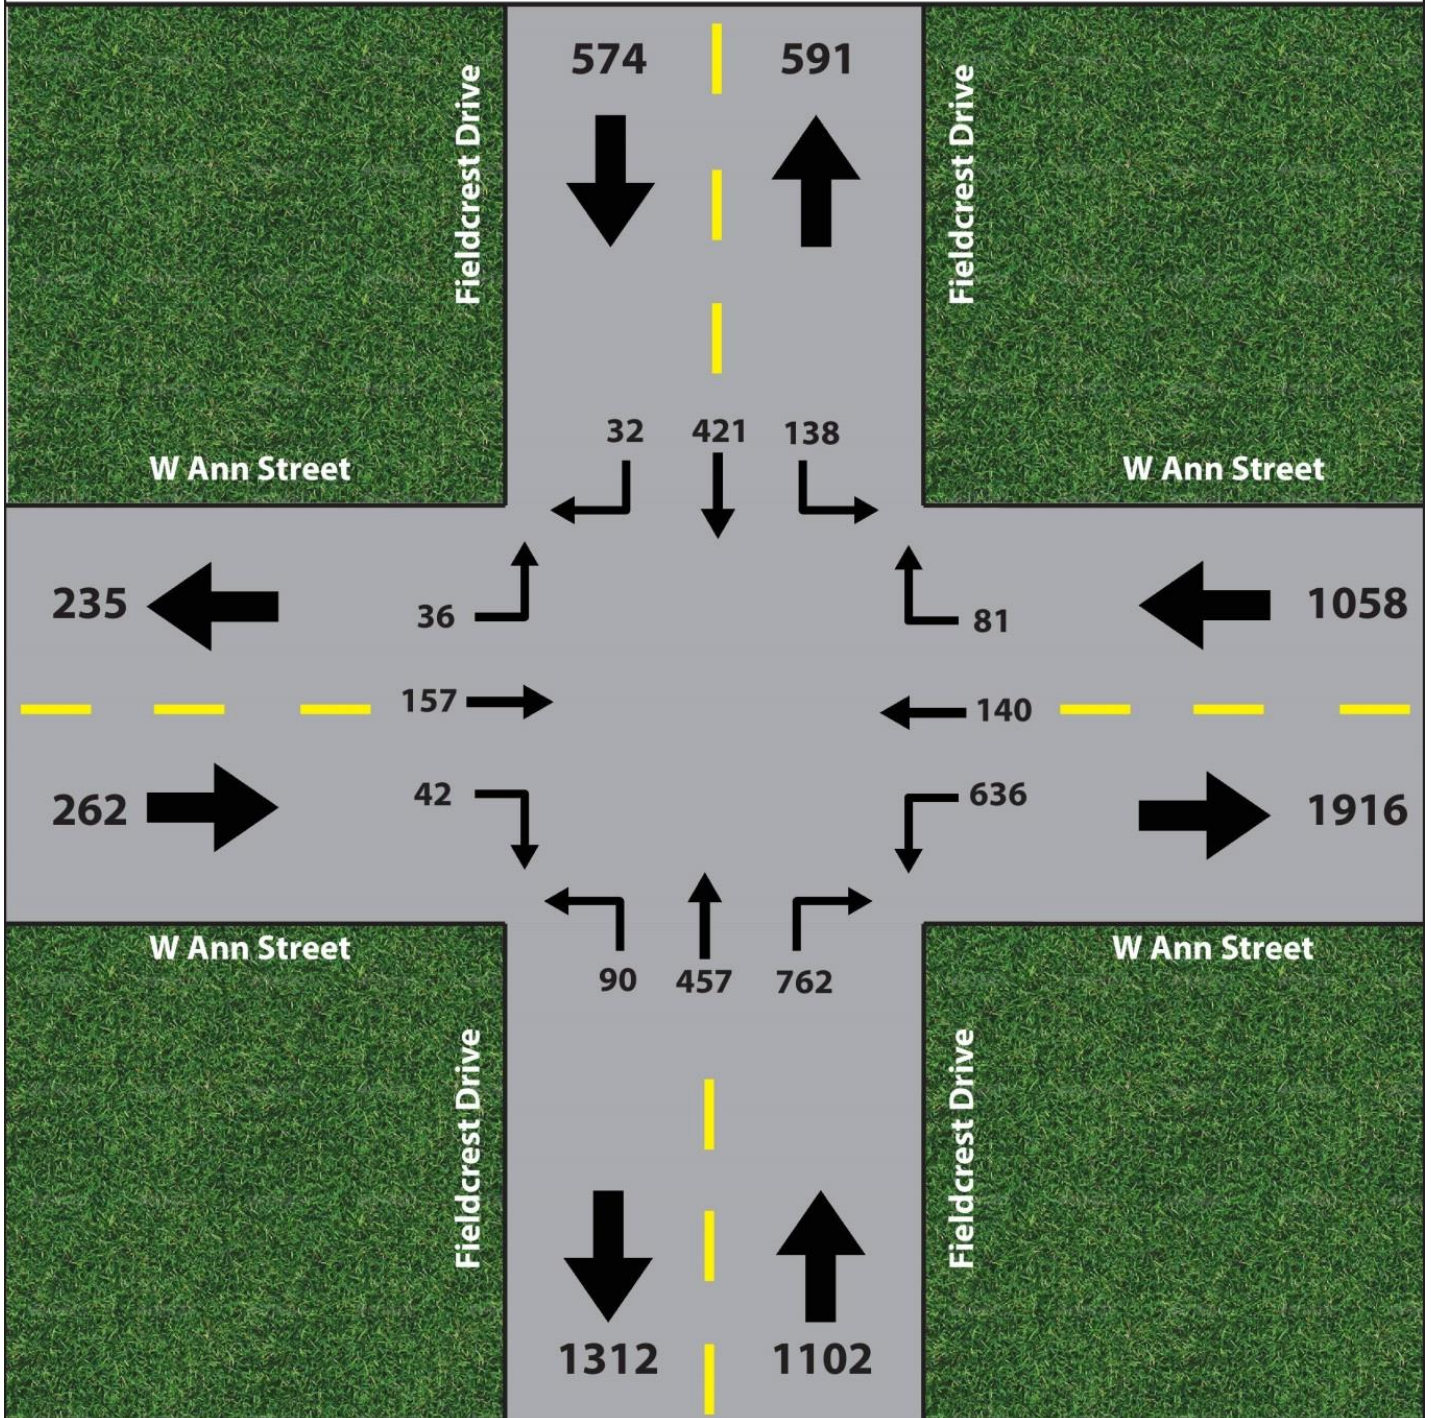 574
591
Fieldcrest Drive
Fieldcrest Drive
32
421
138
W Ann Street
W Ann Street
235
36
81
1058
157
140
262
42
636
1916
W Ann Street
W Ann Street
90
457
762
Fieldcrest Drive
Fieldcrest Drive
1312
1102